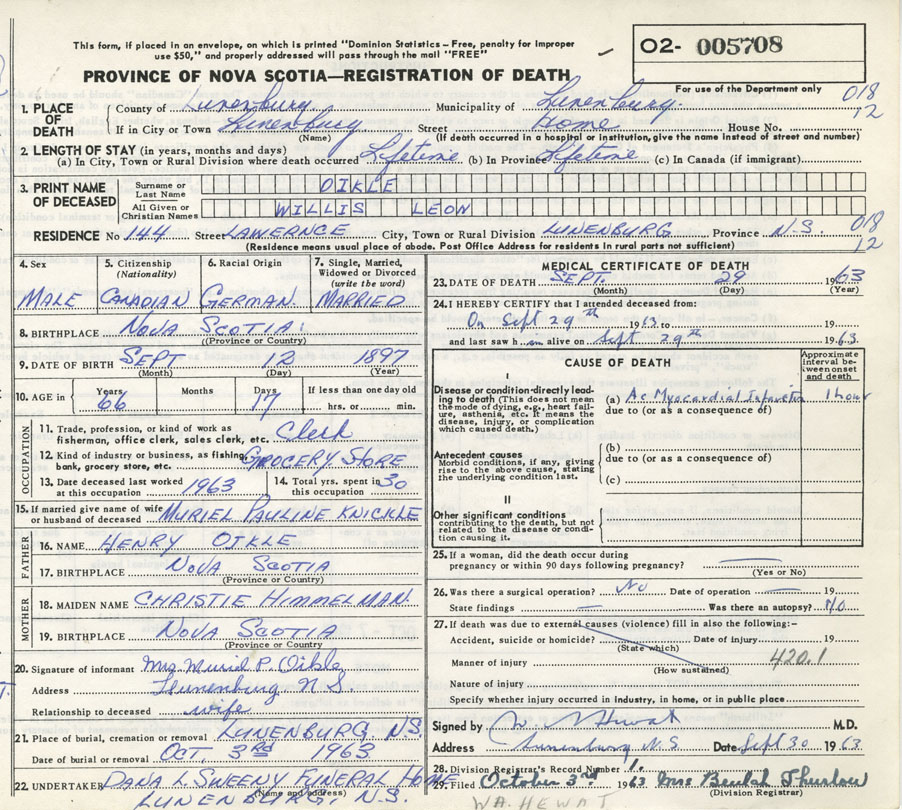 This form, if placed in an envelope, on which is printed "Dominion Statistics – Free, penalty for improper
use $50," and properly addressed will pass through the mail "FREE"
O2- 005708
PROVINCE OF NOVA SCOTIA—REGISTRATION OF DEATH
For use of the Department only
018
12
1. PLACE OF DEATH
County of Lunenburg Municipality of Lunenburg.
If in City or Town Lunenburg Street Home House No.
(Name) (If death occurred in a hospital or institution, give the name instead of street and number)
2. LENGTH OF STAY (in years, months and days)
(a) In City, Town or Rural Division where death occurred Lifetime (b) In Province Lifetime (c) In Canada (if immigrant)
3. PRINT NAME OF DECEASED
Surname or Last Name OIKLE
All Given or Christian Names WILLIS LEON
RESIDENCE No 144 Street LAWERNCE City, Town or Rural Division LUNENBURG Province N.S.
018
12
(Residence means usual place of abode. Post Office Address for residents in rural parts not sufficient)
4. Sex MALE
5. Citizenship (Nationality) CANADIAN
6. Racial Origin GERMAN.
7. Single, Married, Widowed or Divorced (write the word) MARRIED
8. BIRTHPLACE NOVA SCOTIA
(Province or Country)
9. DATE OF BIRTH SEPT 12 1897
(Month) (Day) (Year)
10. AGE in Years 66 Months Days 17 If less than one day old hrs. or min.
OCCUPATION
11. Trade, profession, or kind of work as
fisherman, office clerk, sales clerk, etc. Clerk
12. Kind of industry or business, as fishing,
bank, grocery store, etc. GROCERY STORE
13. Date deceased last worked at this occupation 1963
14. Total yrs. spent in this occupation 30
15. If married give name of wife
or husband of deceased MURIEL PAULINE KNICKLE
FATHER
16. NAME HENRY OIKLE
17. BIRTHPLACE NOVA SCOTIA
(Province or Country)
MOTHER
18. MAIDEN NAME CHRISTIE HIMMELMAN.
19. BIRTHPLACE NOVA SCOTIA
(Province or Country)
20. Signature of informant Mrs Muriel P. Oikle
Address Lunenburg. N S.
Relationship to deceased wife
21. Place of burial, cremation or removal LUNENBURG. NS.
Date of burial or removal OCT. 3RD 1963
22. UNDERTAKER DANA L. SWEENY FUNERAL HOME
(Name and address)
LUNENBURG, N.S.
MEDICAL CERTIFICATE OF DEATH
23. DATE OF DEATH SEPT. 29 1963
(Month) (Day) (Year)
24. I HEREBY CERTIFY that I attended deceased from:
On Sept 29th 1963 to 19
and last saw h im alive on Sept 29th 1963.
CAUSE OF DEATH
Approximate interval between onset and death
I
Disease or condition directly leading to death (This does not mean the mode of dying, e.g., heart failure, asthenia, etc. It means the disease, injury, or complication which caused death.)
(a) Ac Myocardial Infarction 1 hour
due to (or as a consequence of)
Antecedent causes
Morbid conditions, if any, giving rise to the above cause, stating the underlying condition last.
(b)
due to (or as a consequence of)
(c)
II
Other significant conditions
contributing to the death, but not related to the disease or condition causing it.
25. If a woman, did the death occur during
pregnancy or within 90 days following pregnancy?
(Yes or No)
26. Was there a surgical operation? No Date of operation 19
State findings Was there an autopsy? No
27. If death was due to external causes (violence) fill in also the following:–
Accident, suicide or homicide? Date of injury 19
(State which)
Manner of injury 420.1
(How sustained)
Nature of injury
Specify whether injury occurred in industry, in home, or in public place
Signed by W A Hewat M.D.
Address Lunenburg N.S Date Sept 30 1963
28. Division Registrar's Record Number 1.
29. Filed October 3rd. 1963 Mrs Beulah Thurlow
(Division Registrar)
W.A. HEWAT